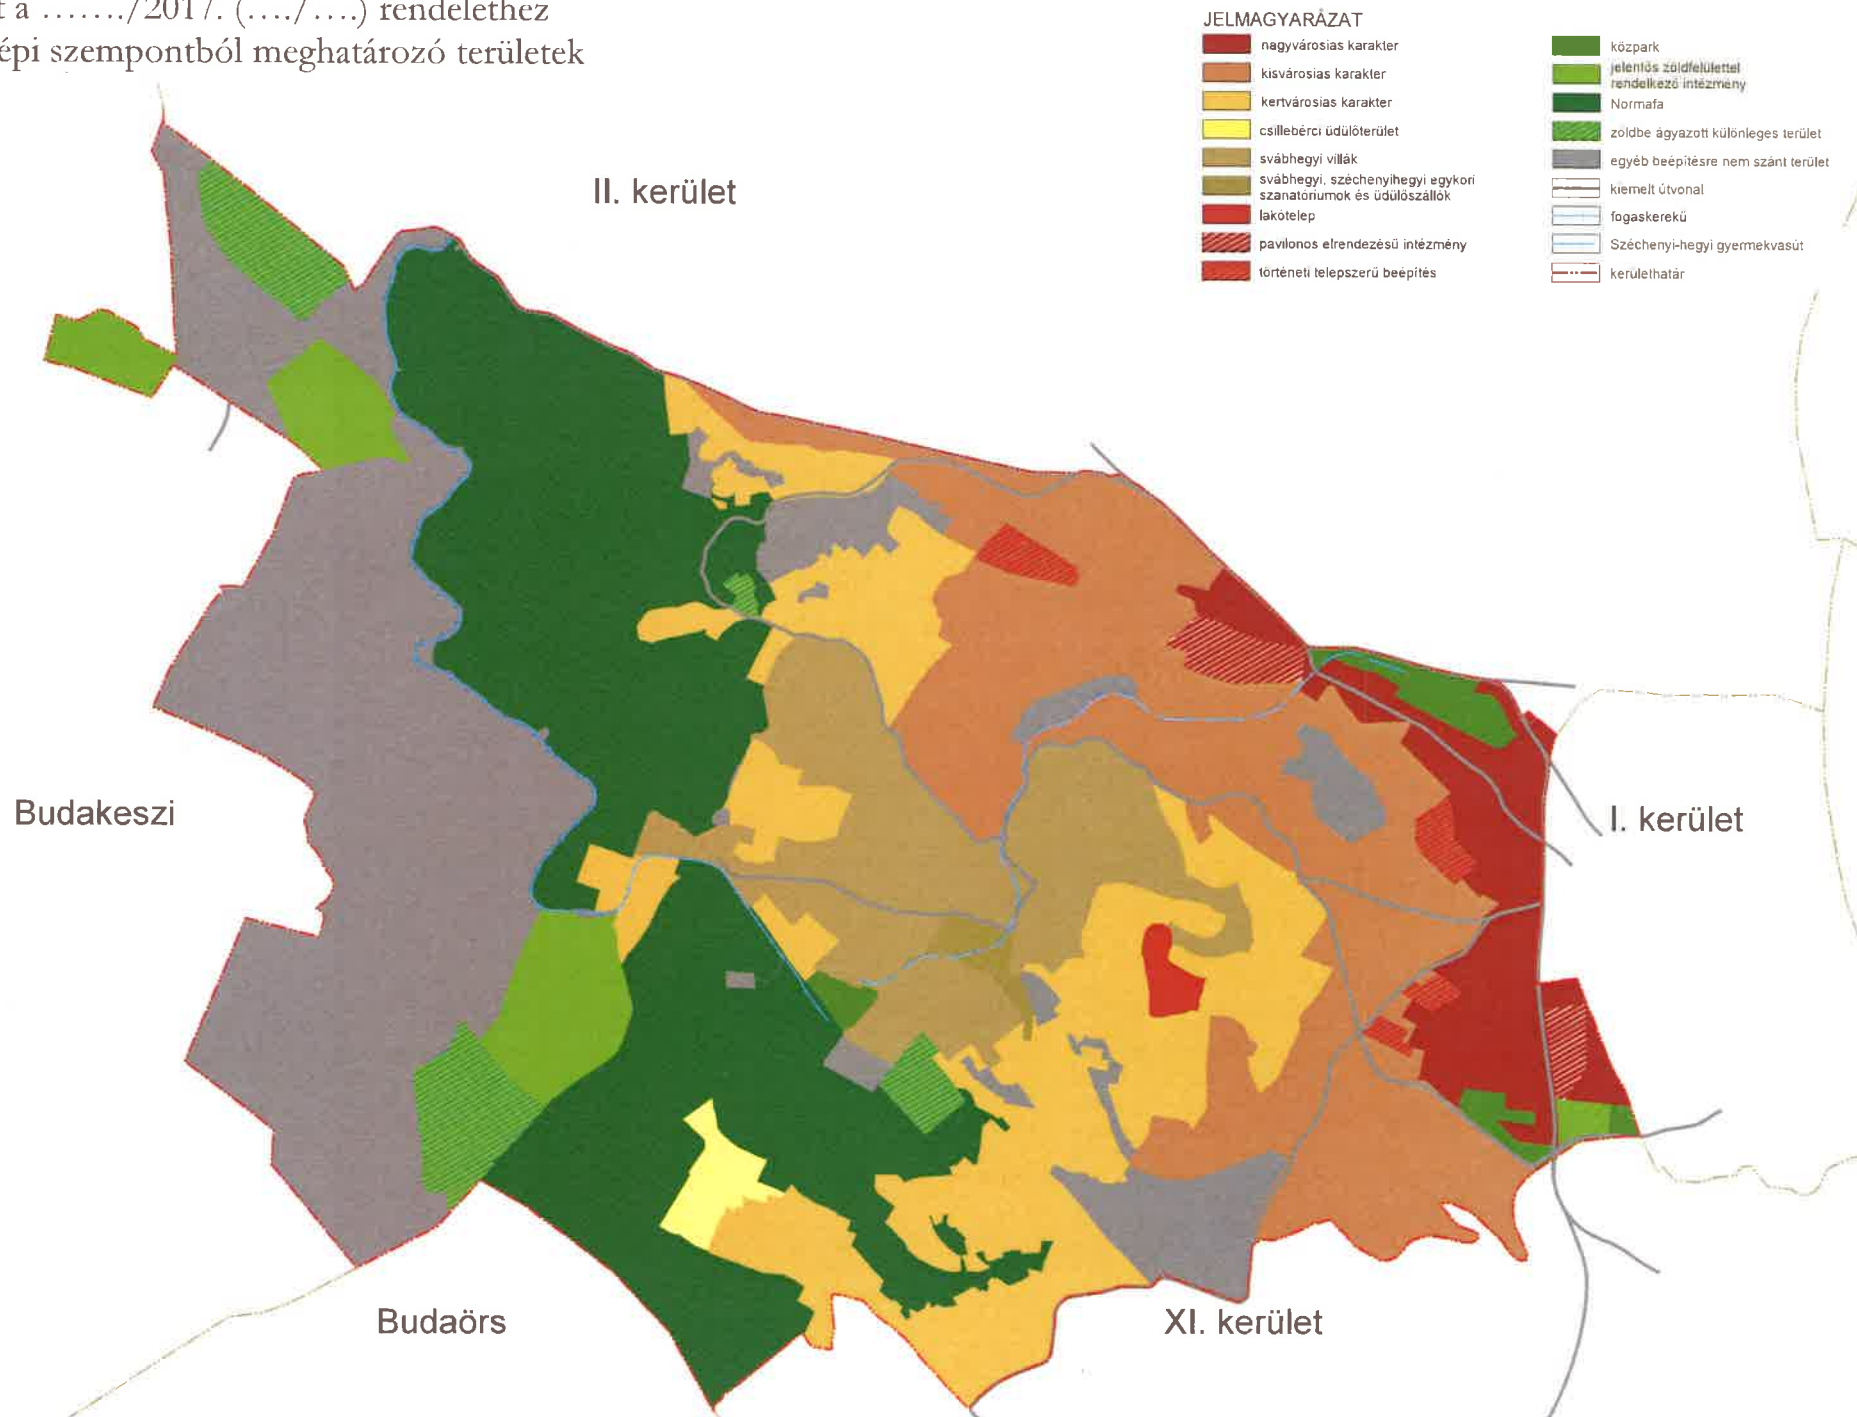 a ……./2017. (…./….) rendelethez
épi szempontból meghatározó területek
JELMAGYARÁZAT
nagyvárosias karakter
kisvárosias karakter
kertvárosias karakter
csillebérci üdülőterület
svábhegyi villák
svábhegyi, széchenyihegyi egykori
szanatóriumok és üdülőszállók
lakótelep
pavilonos elrendezésű intézmény
történeti telepszerű beépítés
közpark
jelentős zöldfelülettel
rendelkező intézmény
Normafa
zöldbe ágyazott különleges terület
egyéb beépítésre nem szánt terület
kiemelt útvonal
fogaskerekű
Széchenyi-hegyi gyermekvasút
kerülethatár
II. kerület
Budakeszi
I. kerület
Budaörs
XI. kerület